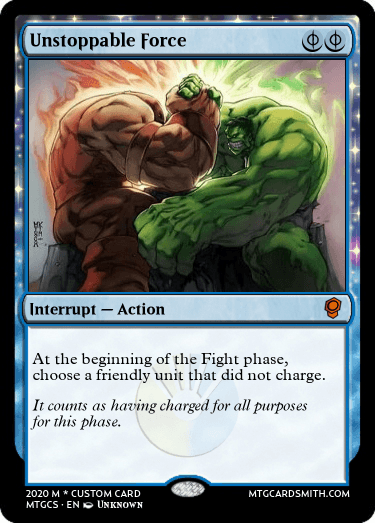 Unstoppable Force
Interrupt — Action
At the beginning of the Fight phase,
choose a friendly unit that did not charge.
It counts as having charged for all purposes
for this phase.
2020 M * CUSTOM CARD
MTGCS · EN Unknown
MTGCARDSMITH.COM